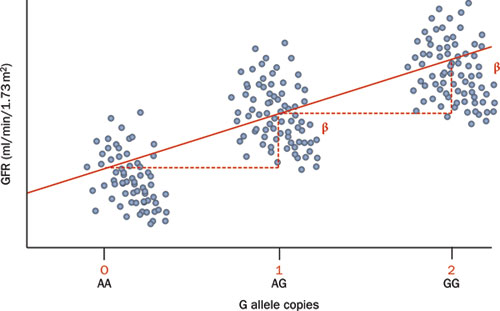 GFR (ml/min/1.73 m²)
β
β
0
1
2
AA
AG
GG
G allele copies